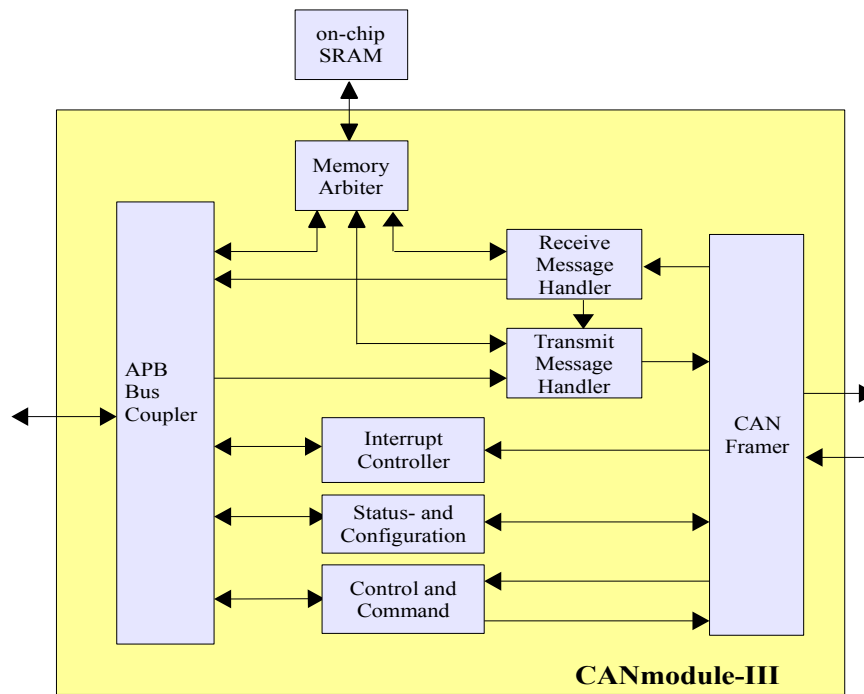 on-chip
SRAM
Memory
Arbiter
Receive
Message
Handler
Transmit
Message
Handler
APB
Bus
Coupler
CAN
Framer
Interrupt
Controller
Status- and
Configuration
Control and
Command
CANmodule-III